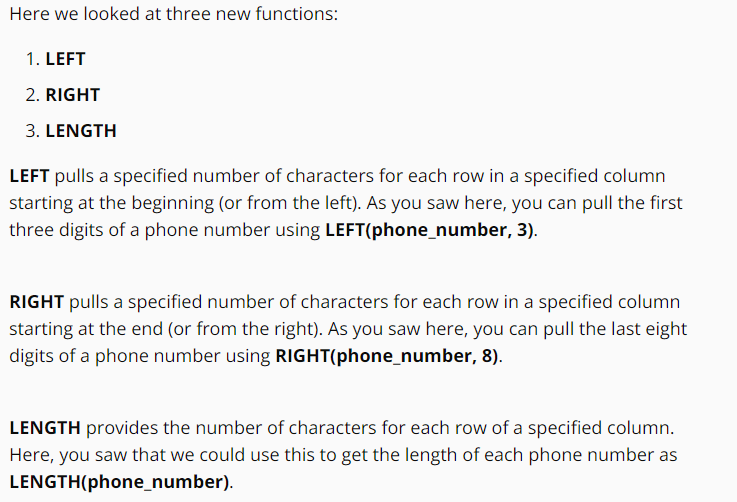 Here we looked at three new functions:
1. LEFT
2. RIGHT
3. LENGTH
LEFT pulls a specified number of characters for each row in a specified column
starting at the beginning (or from the left). As you saw here, you can pull the first
three digits of a phone number using LEFT(phone_number, 3).
RIGHT pulls a specified number of characters for each row in a specified column
starting at the end (or from the right). As you saw here, you can pull the last eight
digits of a phone number using RIGHT(phone_number, 8).
LENGTH provides the number of characters for each row of a specified column.
Here, you saw that we could use this to get the length of each phone number as
LENGTH(phone_number).